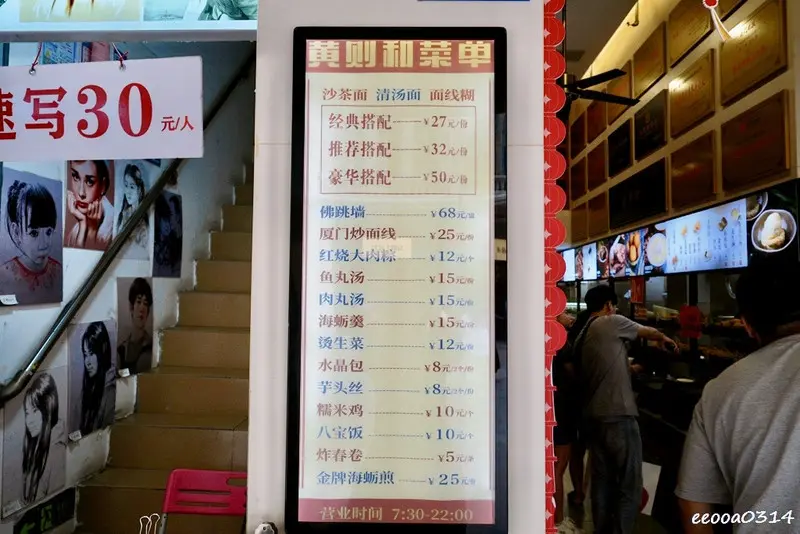 黄则和菜单
沙茶面 清汤面 面线糊
经典搭配 ¥27元/份
推荐搭配 ¥32元/份
豪华搭配 ¥50元/份
佛跳墙 ¥68元/
厦门炒面线 ¥25元/份
红烧大肉粽 ¥12元/个
鱼丸汤 ¥15元/份
肉丸汤 ¥15元/份
海蛎羹 ¥15元/份
烫生菜 ¥12元/份
水晶包 ¥8元/2个/份
芋头丝 ¥8元/2个/份
糯米鸡 ¥10元/个
八宝饭 ¥10元/个
炸春卷 ¥5元/条
金牌海蛎煎 ¥25元/份
营业时间 7:30-22:00
速写30元/人
eeooa0314